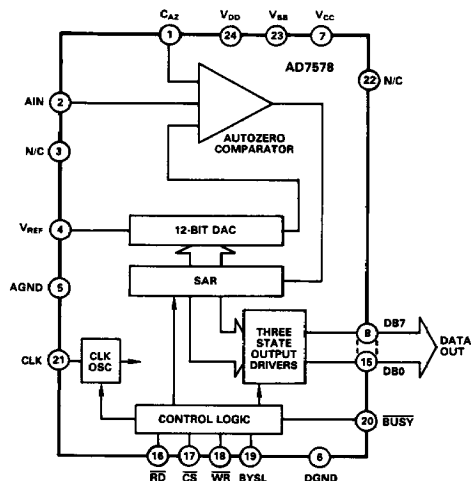 CAZ VDD VBB VCC
1 24 23 7
AD7578
22 N/C
AIN 2
AUTOZERO
COMPARATOR
N/C 3
VREF 4
12-BIT DAC
SAR
AGND 5
THREE
STATE
OUTPUT
DRIVERS
8 DB7
DATA
OUT
15 DB0
CLK 21
CLK
OSC
CONTROL LOGIC
20 BUSY
16 17 18 19 6
RD CS WR BYSL DGND